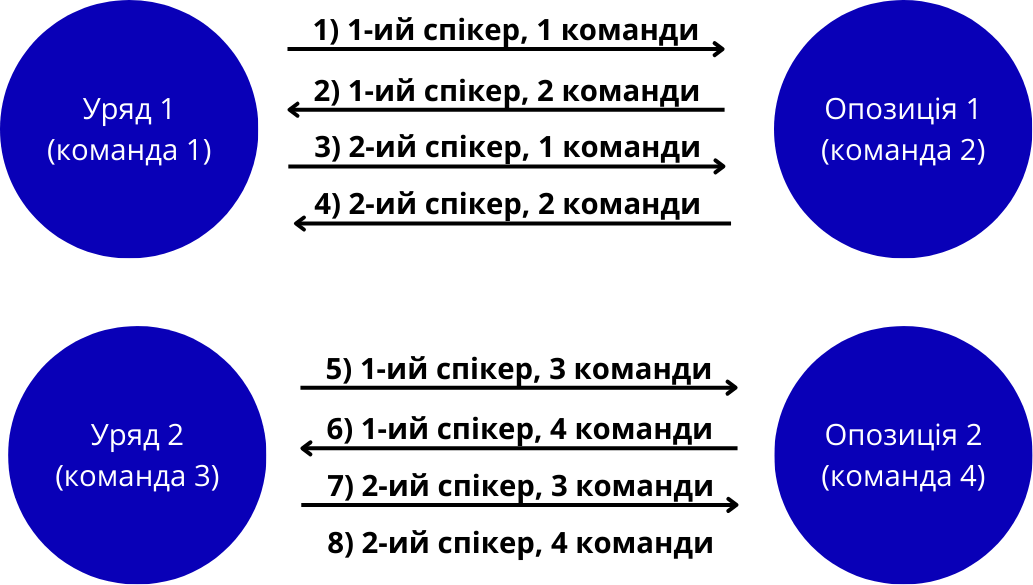 1) 1-ий спікер, 1 команди
2) 1-ий спікер, 2 команди
3) 2-ий спікер, 1 команди
4) 2-ий спікер, 2 команди
Уряд 1
(команда 1)
Опозиція 1
(команда 2)
5) 1-ий спікер, 3 команди
6) 1-ий спікер, 4 команди
7) 2-ий спікер, 3 команди
8) 2-ий спікер, 4 команди
Уряд 2
(команда 3)
Опозиція 2
(команда 4)